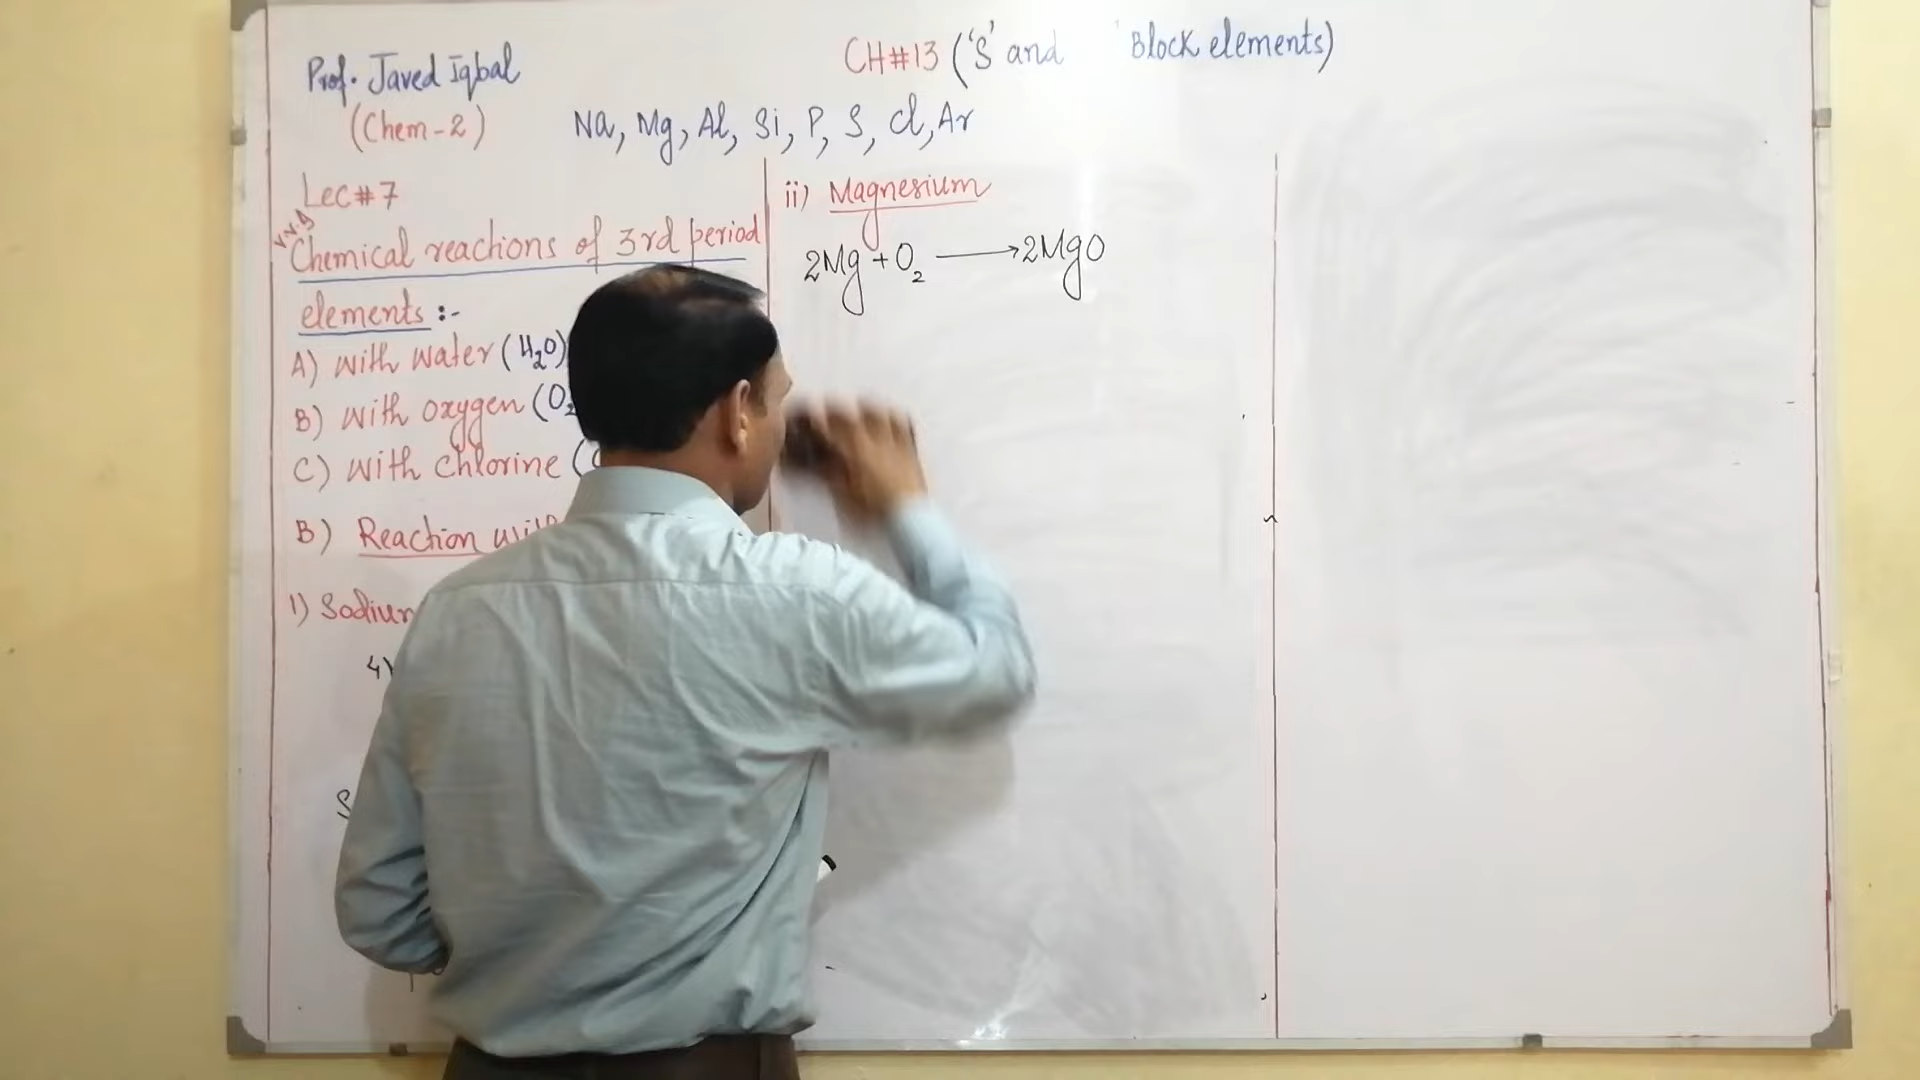 Prof. Javed Iqbal
(Chem-2)
CH#13 ('S' and Block elements)
Na, Mg, Al, Si, P, S, Cl, Ar
Lec#7
Chemical reactions of 3rd period
elements :-
A) with water (H₂O)
B) with oxygen (O₂
C) with chlorine (
B) Reaction
1) Sodium
ii) Magnesium
2Mg + O₂ ⟶ 2MgO